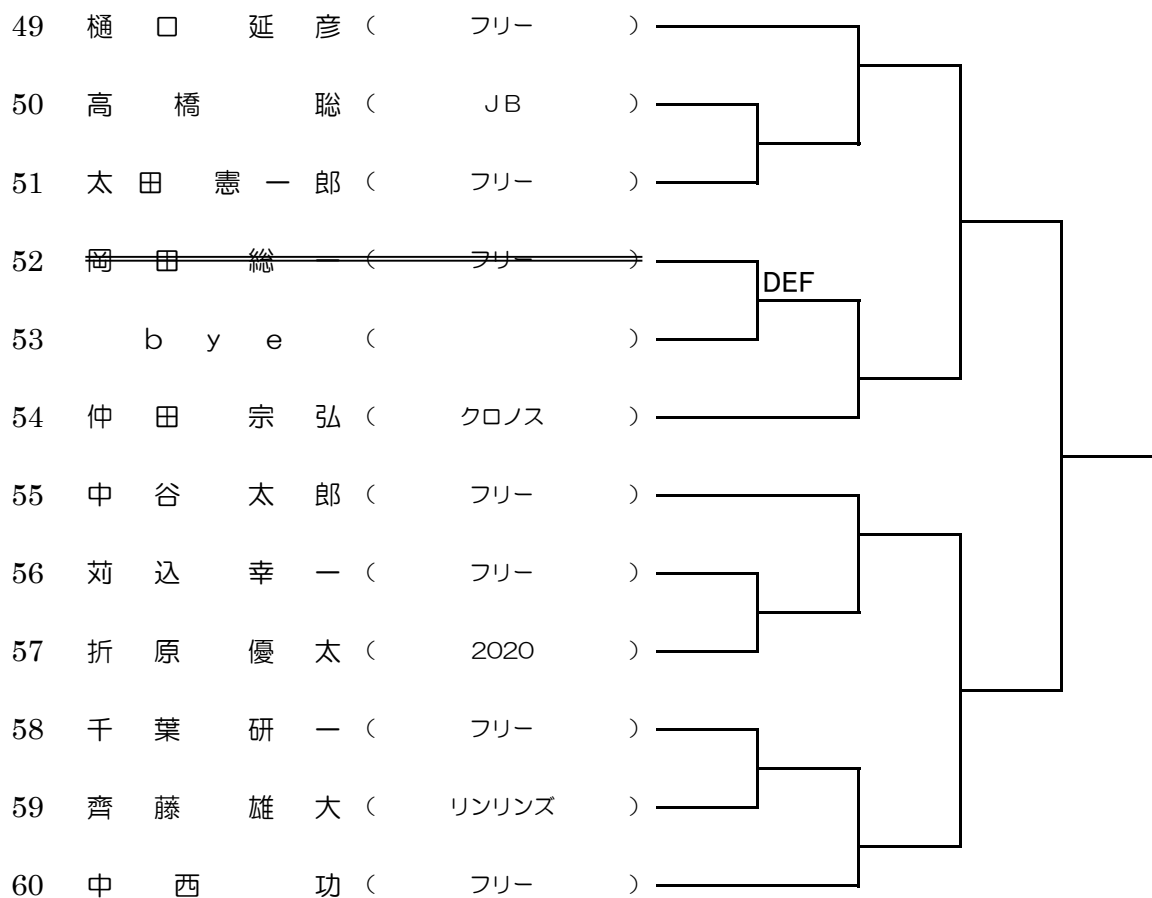 49 樋口 延彦 ( フリー )
50 高橋 聡 ( JB )
51 太田 憲一郎 ( フリー )
52 岡田 総一 ( フリー )
DEF
53 bye ( )
54 仲田 宗弘 ( クロノス )
55 中谷 太郎 ( フリー )
56 苅込 幸一 ( フリー )
57 折原 優太 ( 2020 )
58 千葉 研一 ( フリー )
59 齊藤 雄大 ( リンリンズ )
60 中西 功 ( フリー )